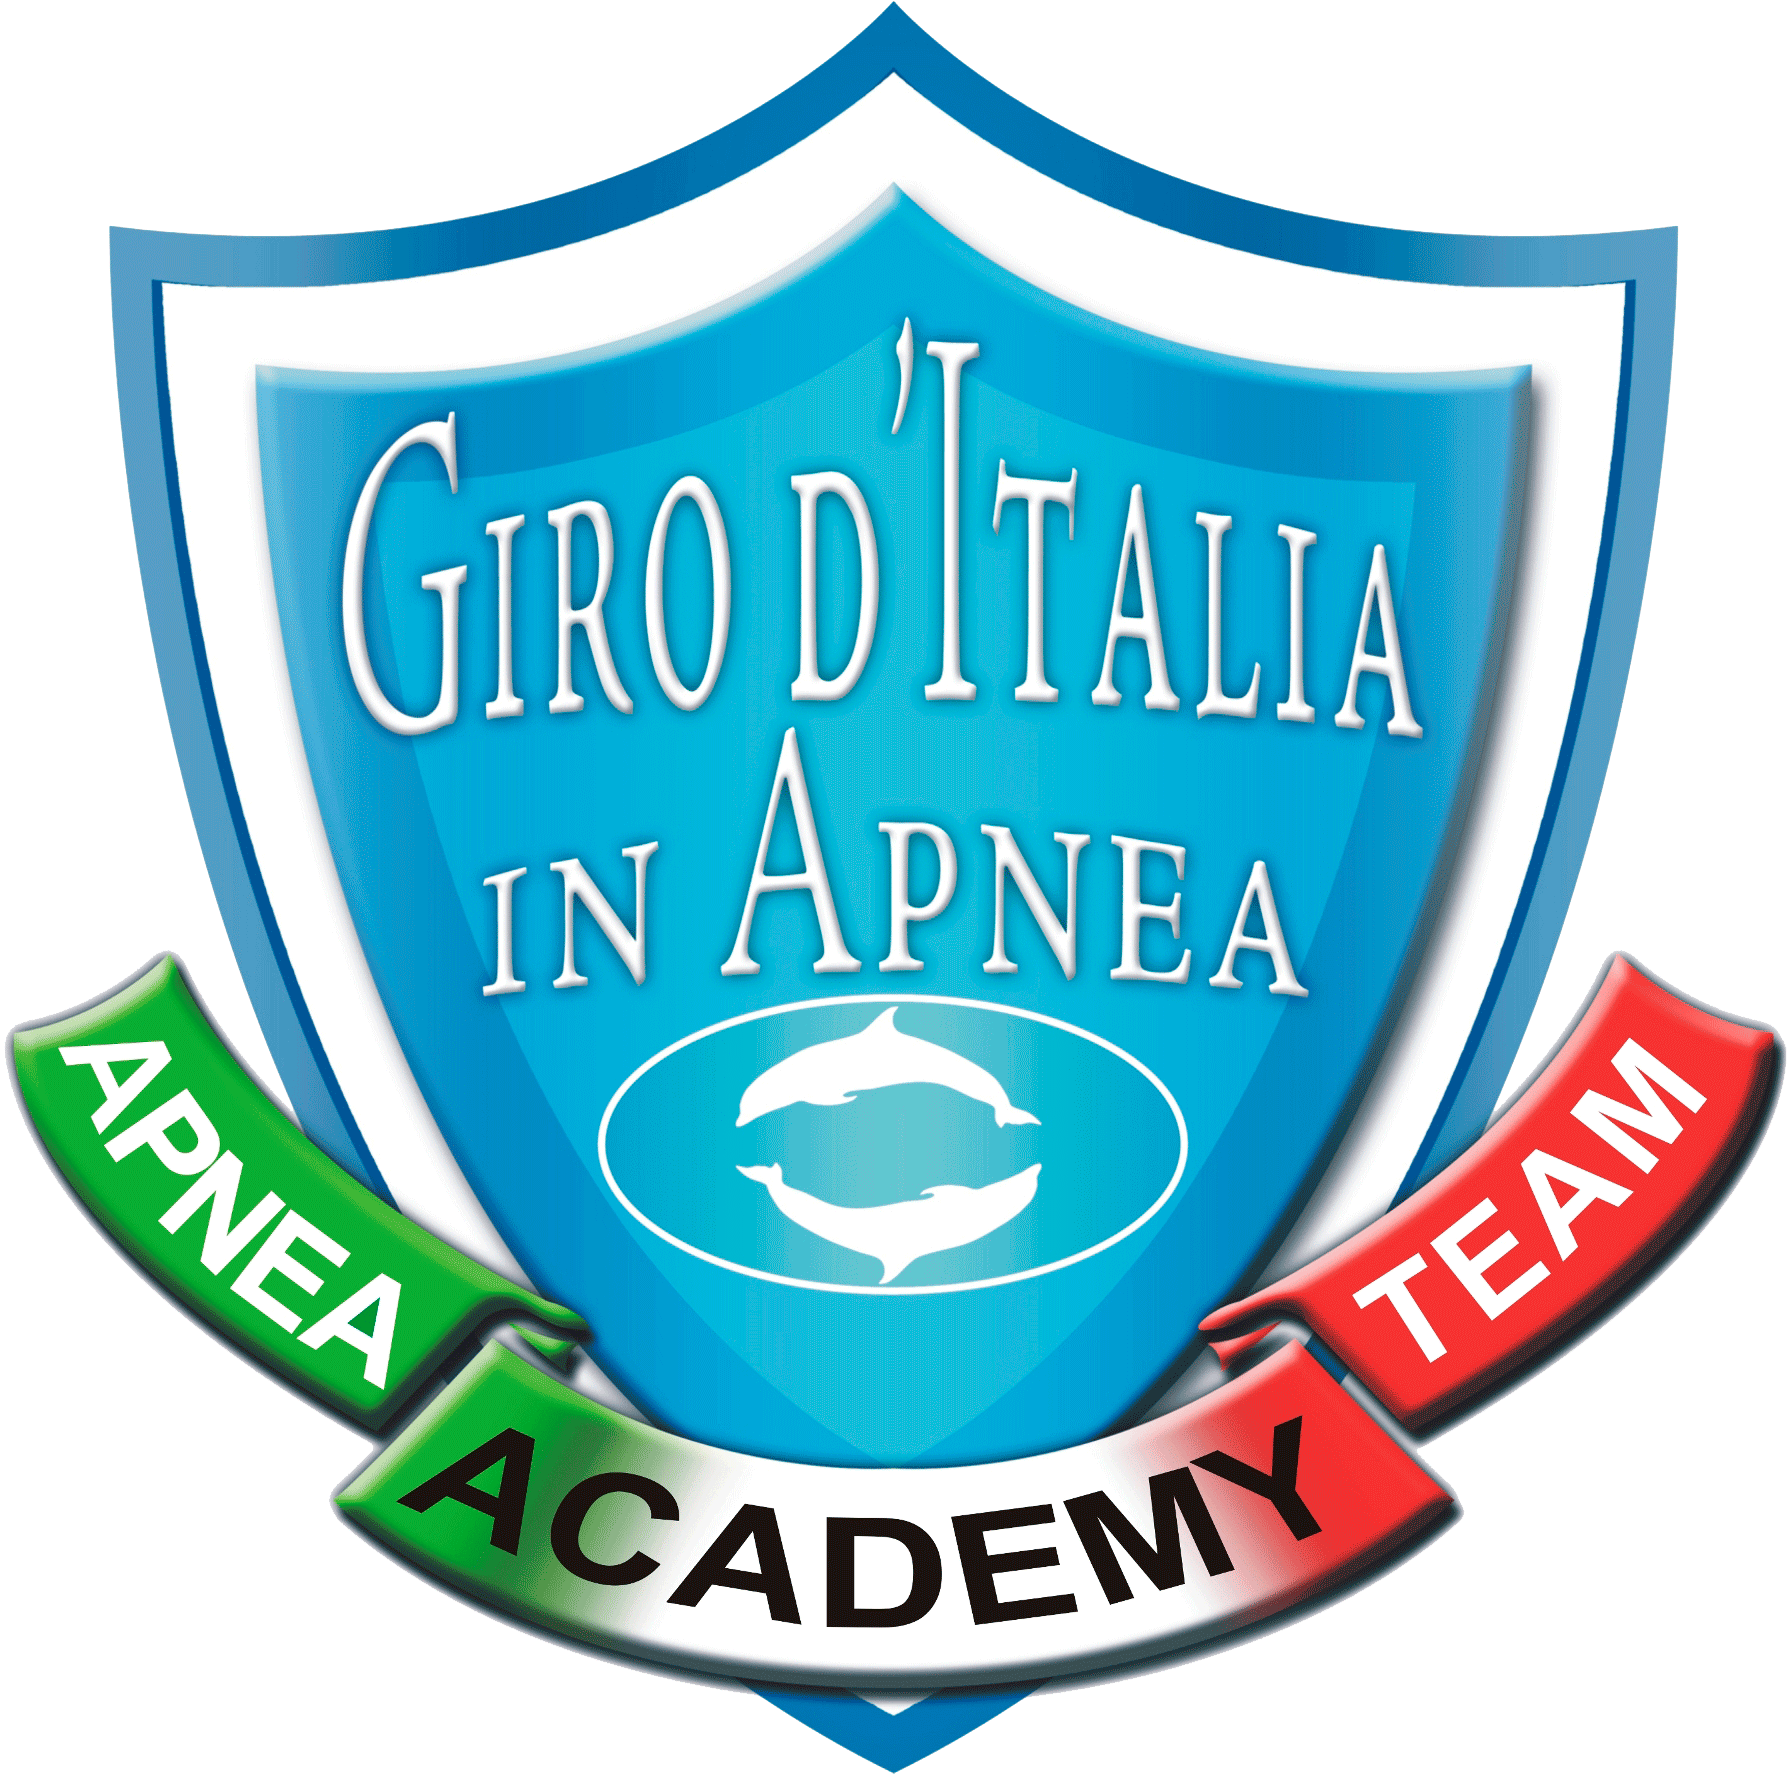 GIRO D'ITALIA
IN APNEA
APNEA
ACADEMY
TEAM